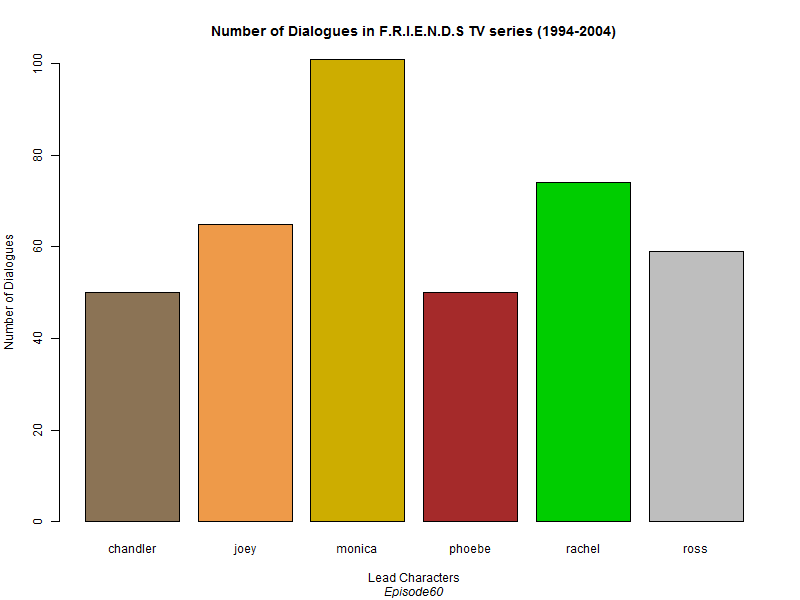 Number of Dialogues in F.R.I.E.N.D.S TV series (1994-2004)
Number of Dialogues
100
80
60
40
20
0
chandler joey monica phoebe rachel ross
Lead Characters
Episode60